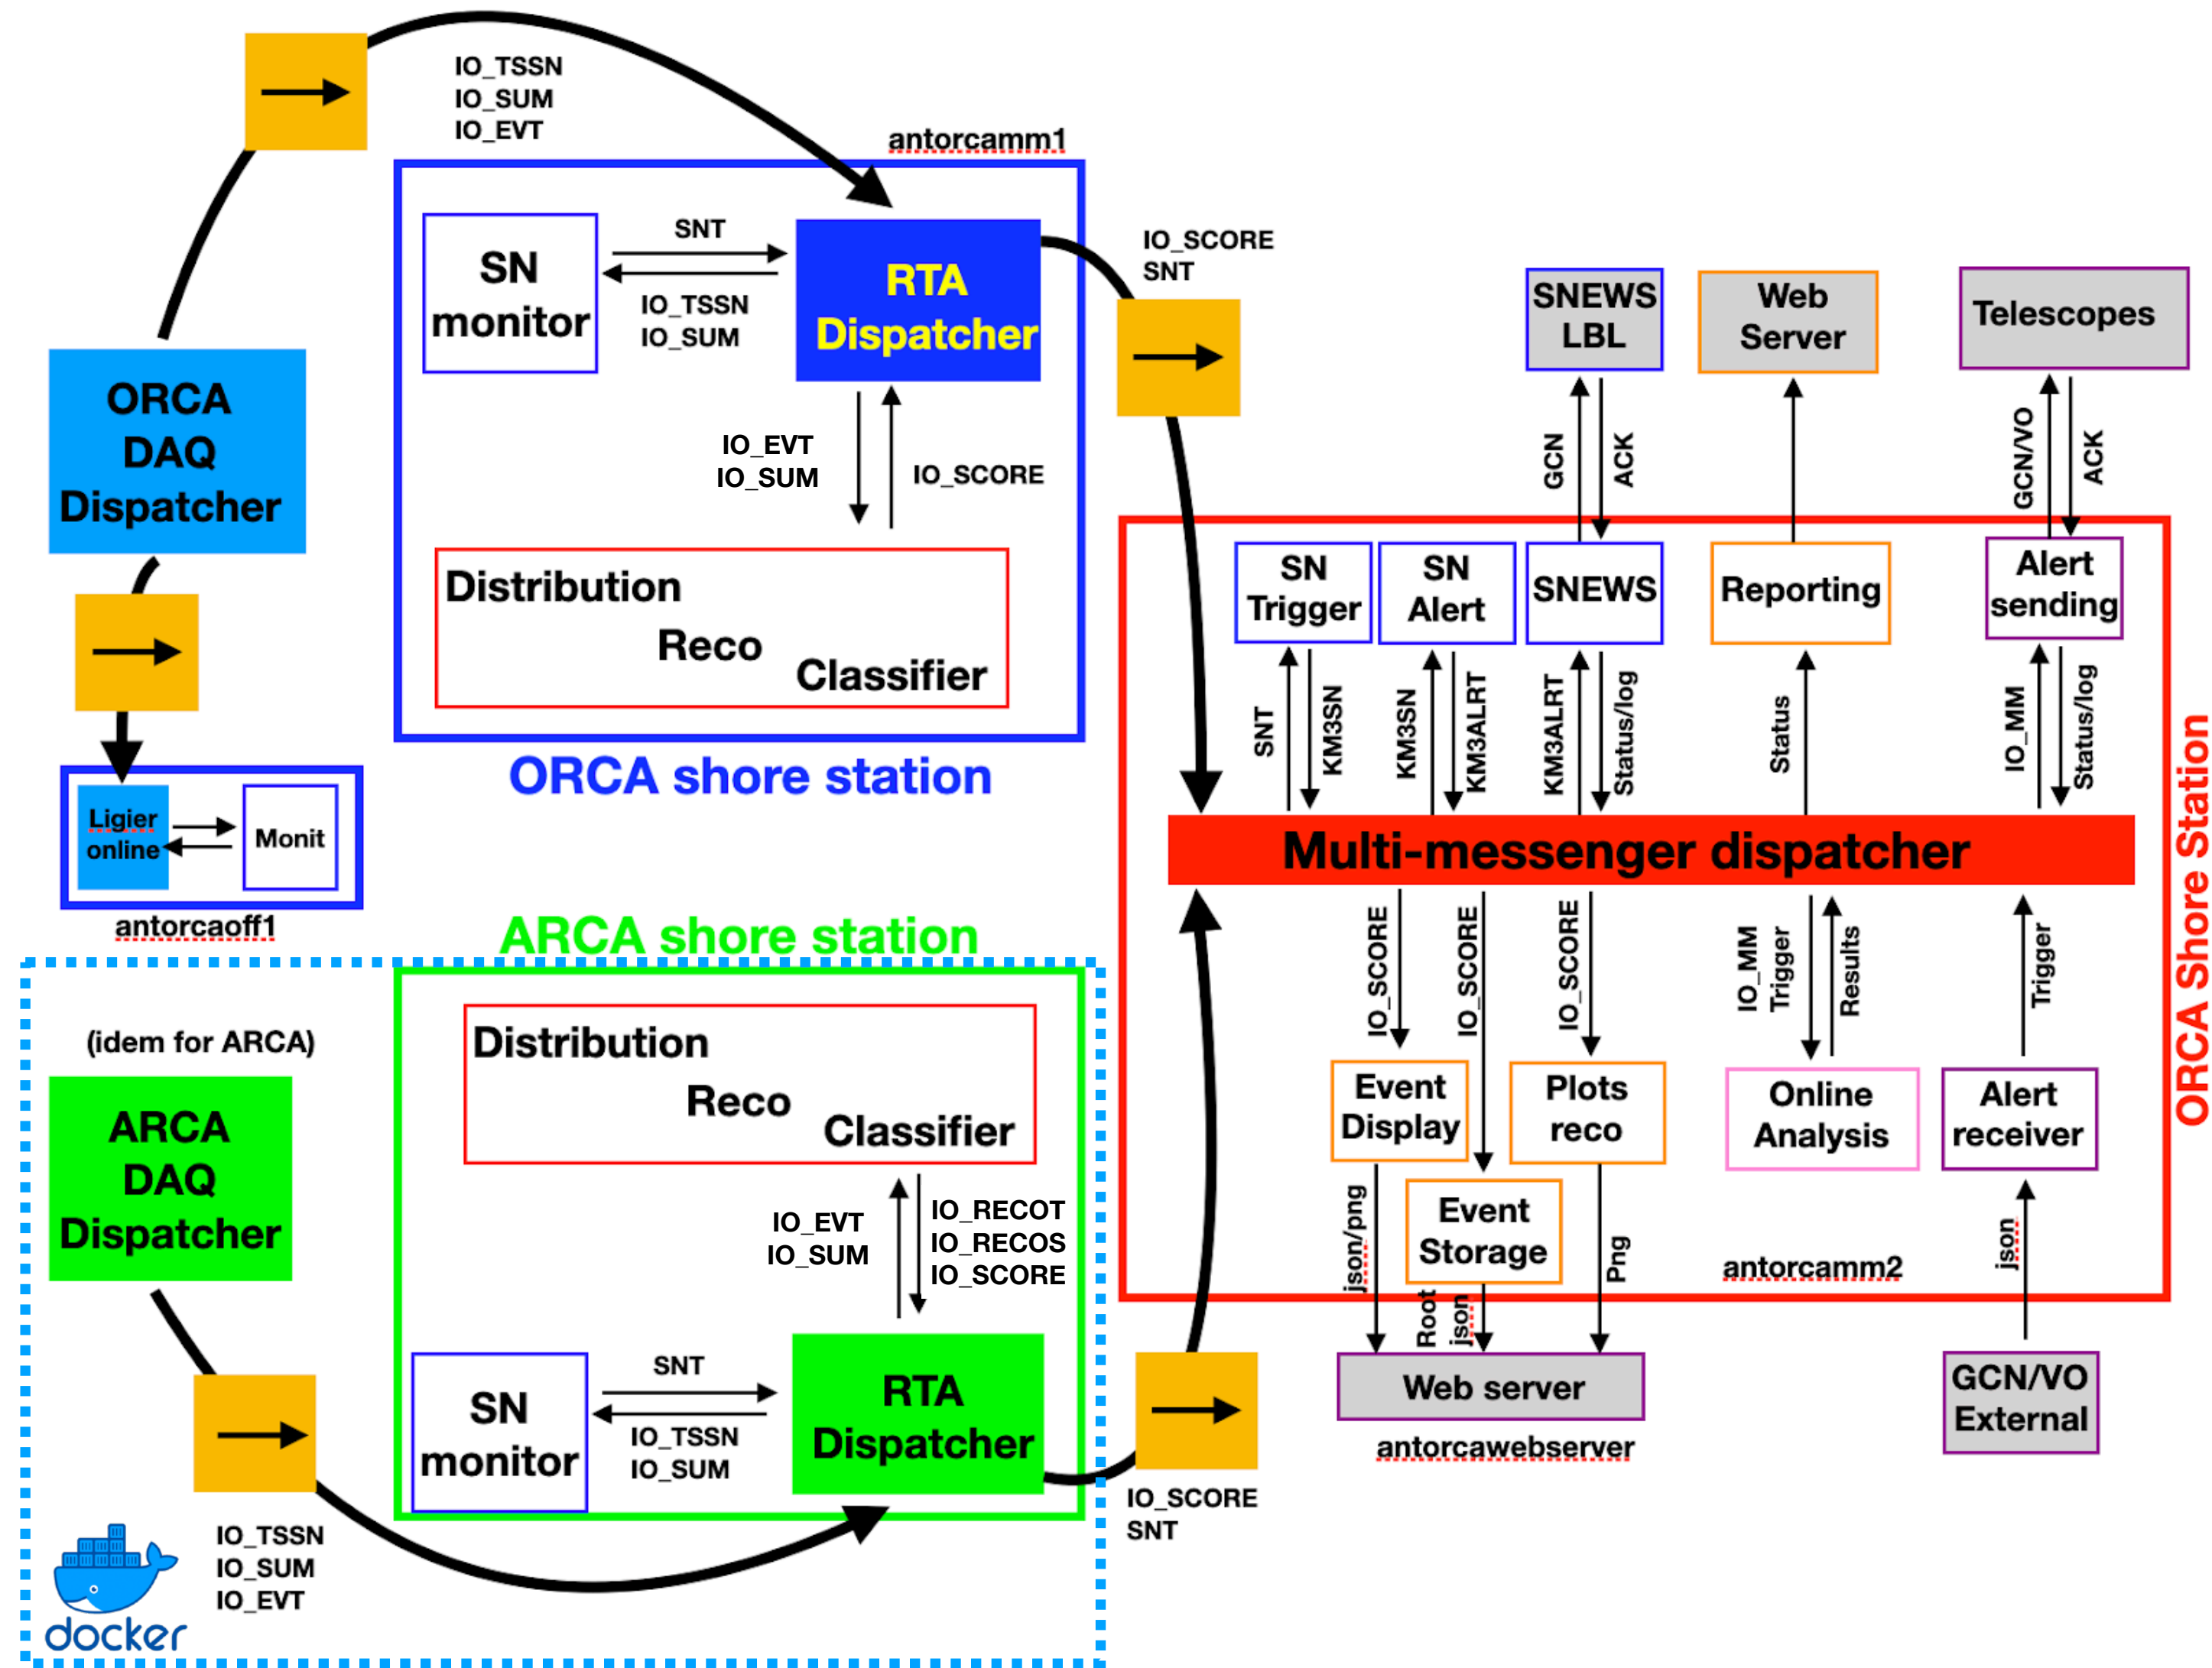 IO_TSSN
IO_SUM
IO_EVT
antorcamm1
SN
monitor
SNT
IO_TSSN
IO_SUM
RTA
Dispatcher
IO_SCORE
SNT
ORCA
DAQ
Dispatcher
IO_EVT
IO_SUM
IO_SCORE
Distribution
Reco
Classifier
ORCA shore station
Ligier
online
Monit
antorcaoff1
SNEWS
LBL
Web
Server
Telescopes
GCN
ACK
GCN/VO
ACK
SN
Trigger
SN
Alert
SNEWS
Reporting
Alert
sending
SNT
KM3SN
KM3SN
KM3ALRT
KM3ALRT
Status/log
Status
IO_MM
Status/log
Multi-messenger dispatcher
ORCA Shore Station
IO_SCORE
IO_SCORE
IO_SCORE
IO_MM
Trigger
Results
Trigger
Event
Display
Plots
reco
Online
Analysis
Alert
receiver
Event
Storage
json/png
Root
json
Png
antorcamm2
json
Web server
antorcawebserver
GCN/VO
External
ARCA shore station
(idem for ARCA)
ARCA
DAQ
Dispatcher
Distribution
Reco
Classifier
IO_EVT
IO_SUM
IO_RECOT
IO_RECOS
IO_SCORE
SN
monitor
SNT
IO_TSSN
IO_SUM
RTA
Dispatcher
IO_SCORE
SNT
IO_TSSN
IO_SUM
IO_EVT
docker